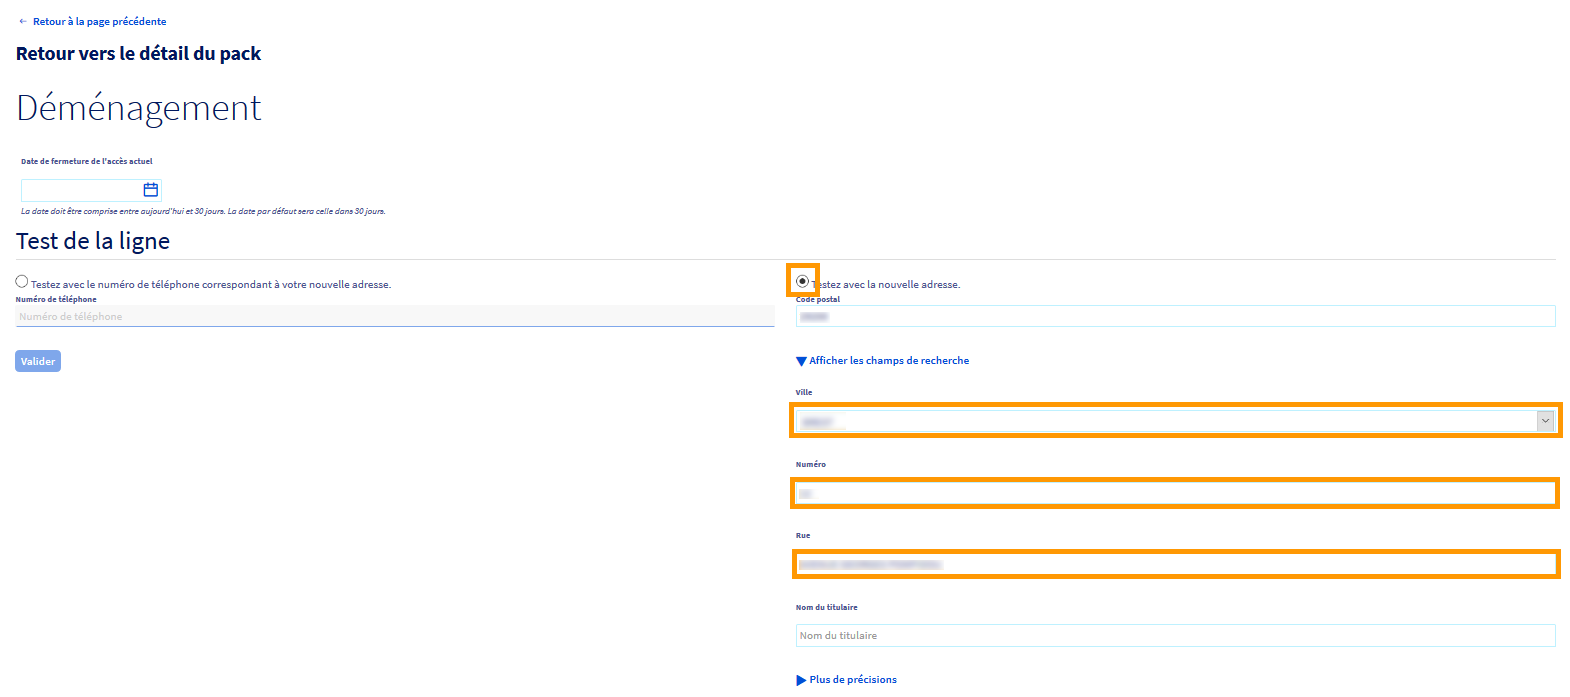 ← Retour à la page précédente
Retour vers le détail du pack
Déménagement
Date de fermeture de l'accès actuel
La date doit être comprise entre aujourd'hui et 30 jours. La date par défaut sera celle dans 30 jours.
Test de la ligne
Testez avec le numéro de téléphone correspondant à votre nouvelle adresse.
Numéro de téléphone
Numéro de téléphone
Valider
Testez avec la nouvelle adresse.
Code postal
Afficher les champs de recherche
Ville
Numéro
Rue
Nom du titulaire
Nom du titulaire
Plus de précisions